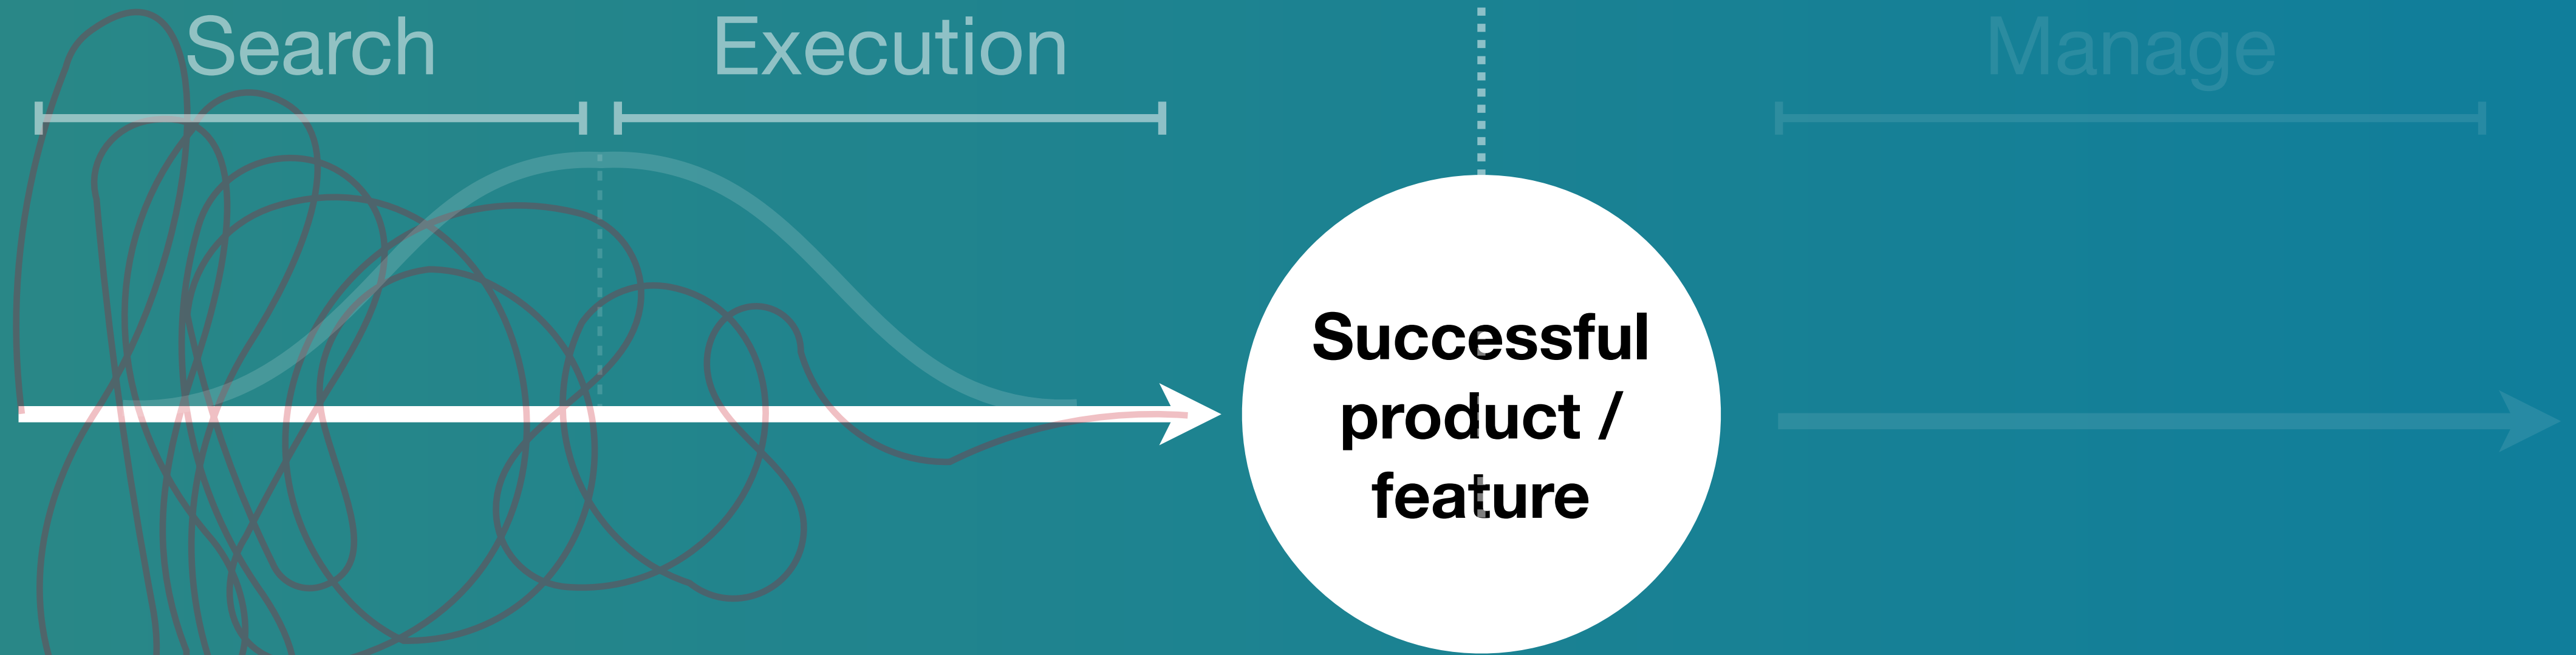 Search
Execution
Manage
Successful
product /
feature